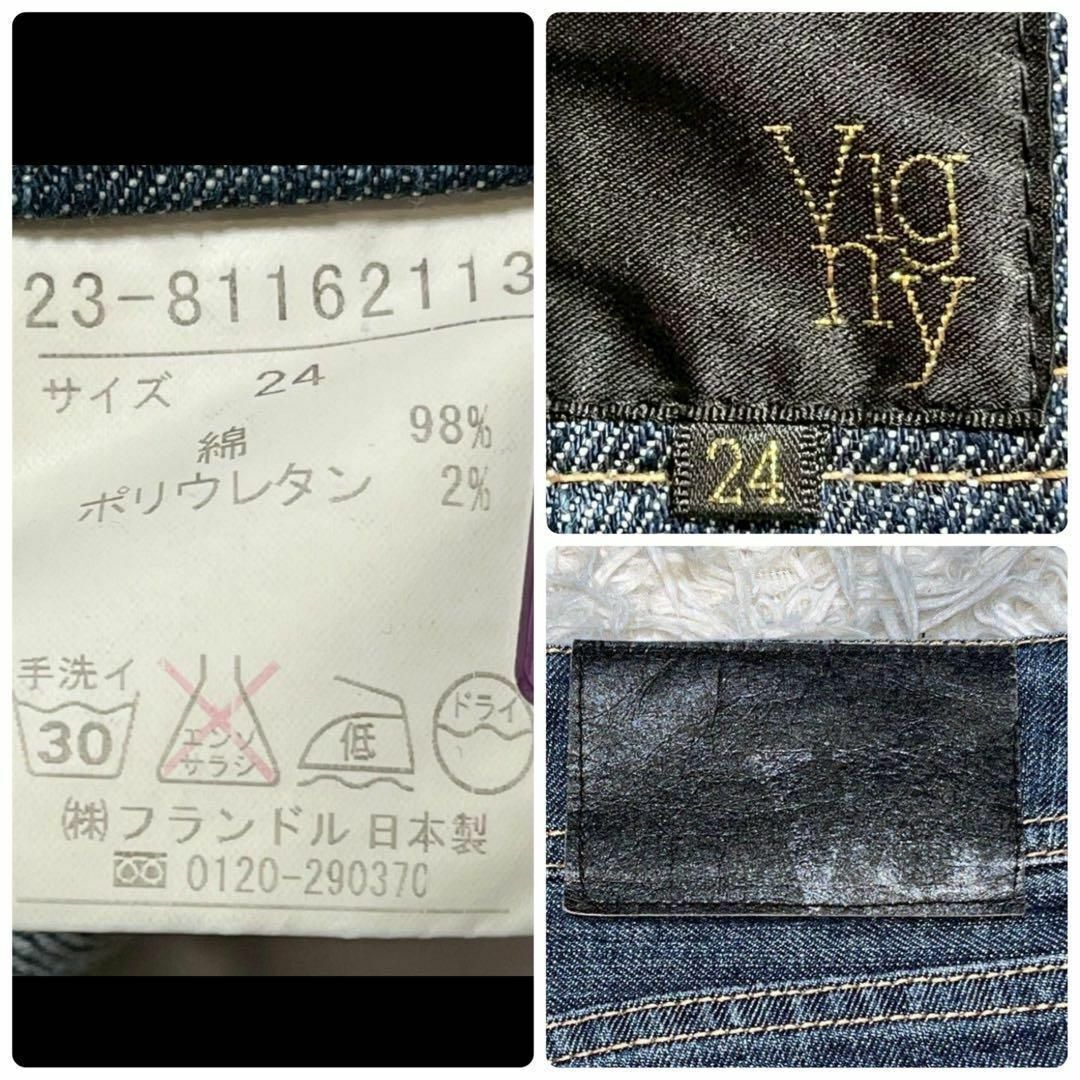 23-81162113
サイズ 24
綿 98%
ポリウレタン 2%
手洗イ
30
エンソ
サラシ
低
ドライ
㈱フランドル 日本製
0120-290370
Vig
ny
24